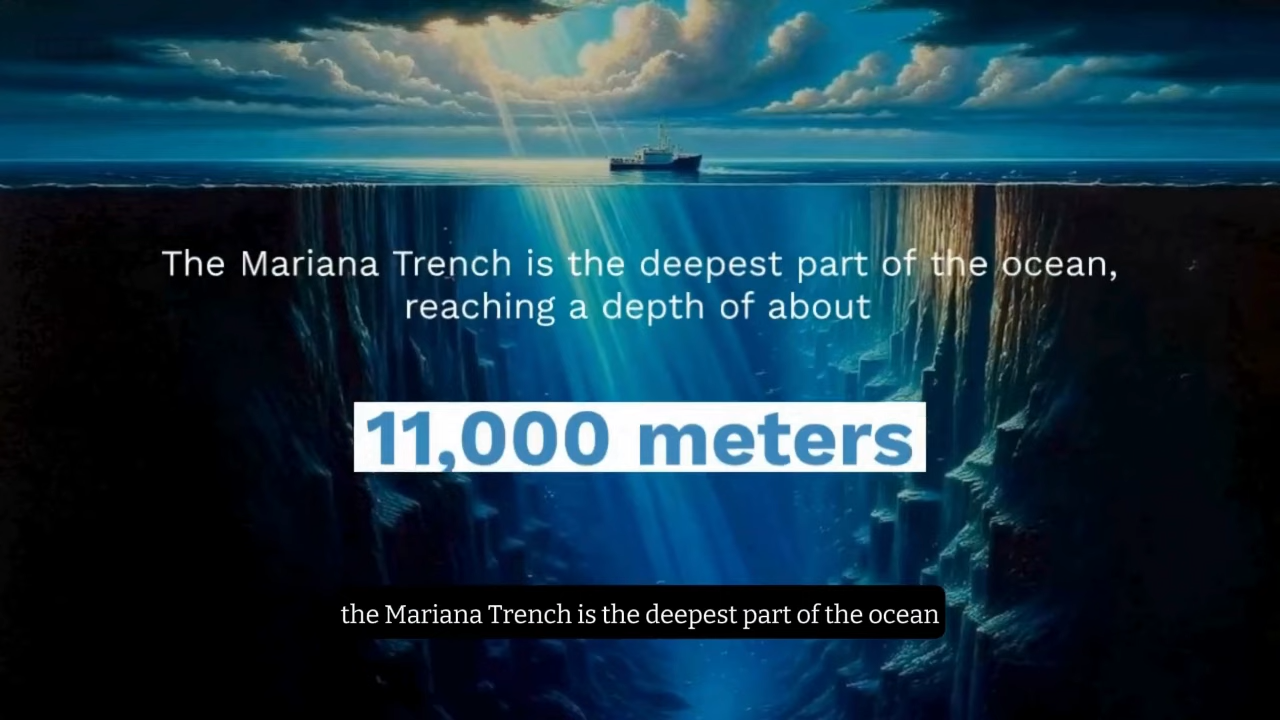 The Mariana Trench is the deepest part of the ocean,
reaching a depth of about
11,000 meters
the Mariana Trench is the deepest part of the ocean